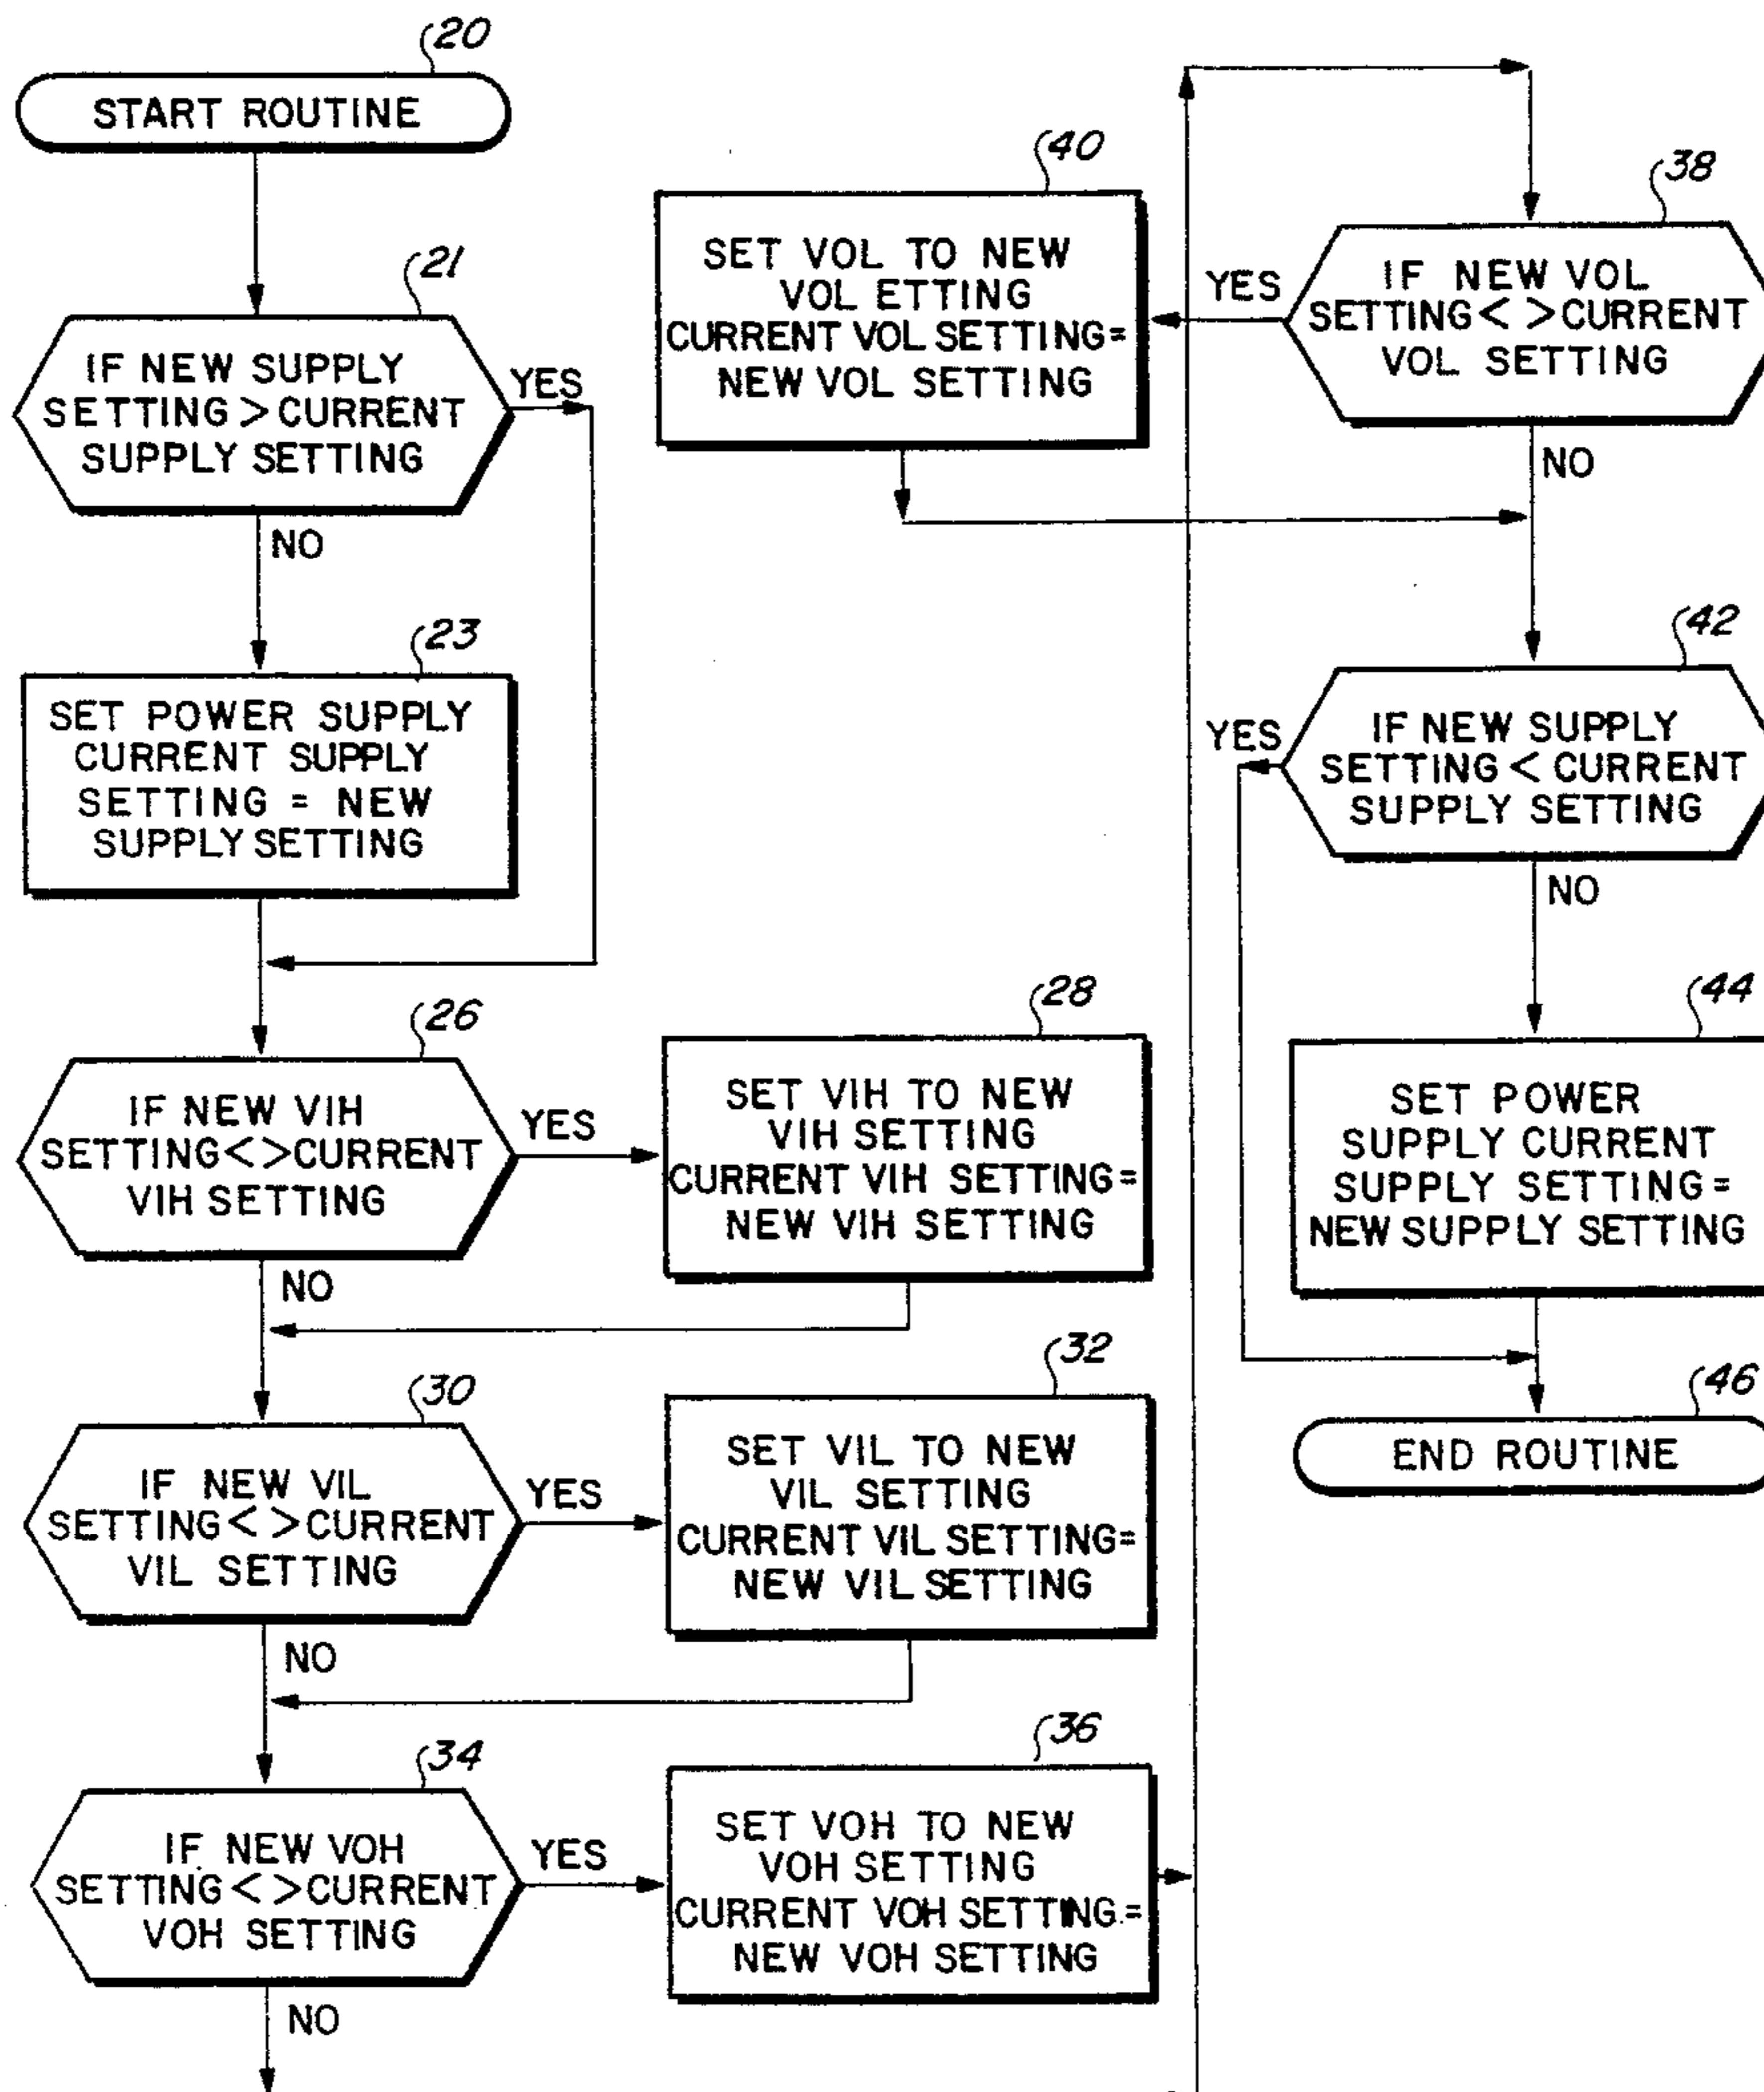 20
START ROUTINE
21
IF NEW SUPPLY
SETTING > CURRENT
SUPPLY SETTING
YES
NO
23
SET POWER SUPPLY
CURRENT SUPPLY
SETTING = NEW
SUPPLY SETTING
26
IF NEW VIH
SETTING < > CURRENT
VIH SETTING
YES
NO
28
SET VIH TO NEW
VIH SETTING
CURRENT VIH SETTING =
NEW VIH SETTING
30
IF NEW VIL
SETTING < > CURRENT
VIL SETTING
YES
NO
32
SET VIL TO NEW
VIL SETTING
CURRENT VIL SETTING =
NEW VIL SETTING
34
IF NEW VOH
SETTING < > CURRENT
VOH SETTING
YES
NO
36
SET VOH TO NEW
VOH SETTING
CURRENT VOH SETTING =
NEW VOH SETTING
38
IF NEW VOL
SETTING < > CURRENT
VOL SETTING
YES
NO
40
SET VOL TO NEW
VOL ETTING
CURRENT VOL SETTING =
NEW VOL SETTING
42
IF NEW SUPPLY
SETTING < CURRENT
SUPPLY SETTING
YES
NO
44
SET POWER
SUPPLY CURRENT
SUPPLY SETTING =
NEW SUPPLY SETTING
46
END ROUTINE